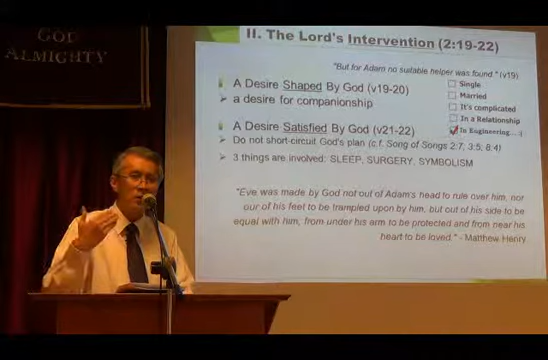 GOD
ALMIGHTY
II. The Lord's Intervention (2:19-22)
"But for Adam no suitable helper was found." (v19)
A Desire Shaped By God (v19-20)
a desire for companionship
Single
Married
It's complicated
In a Relationship
In Engineering... :
A Desire Satisfied By God (v21-22)
Do not short-circuit God's plan (c.f. Song of Songs 2:7, 3:5, 8:4)
3 things are involved: SLEEP, SURGERY, SYMBOLISM
"Eve was made by God not out of Adam's head to rule over him, nor
our of his feet to be trampled upon by him, but out of his side to be
equal with him, from under his arm to be protected and from near his
heart to be loved." - Matthew Henry